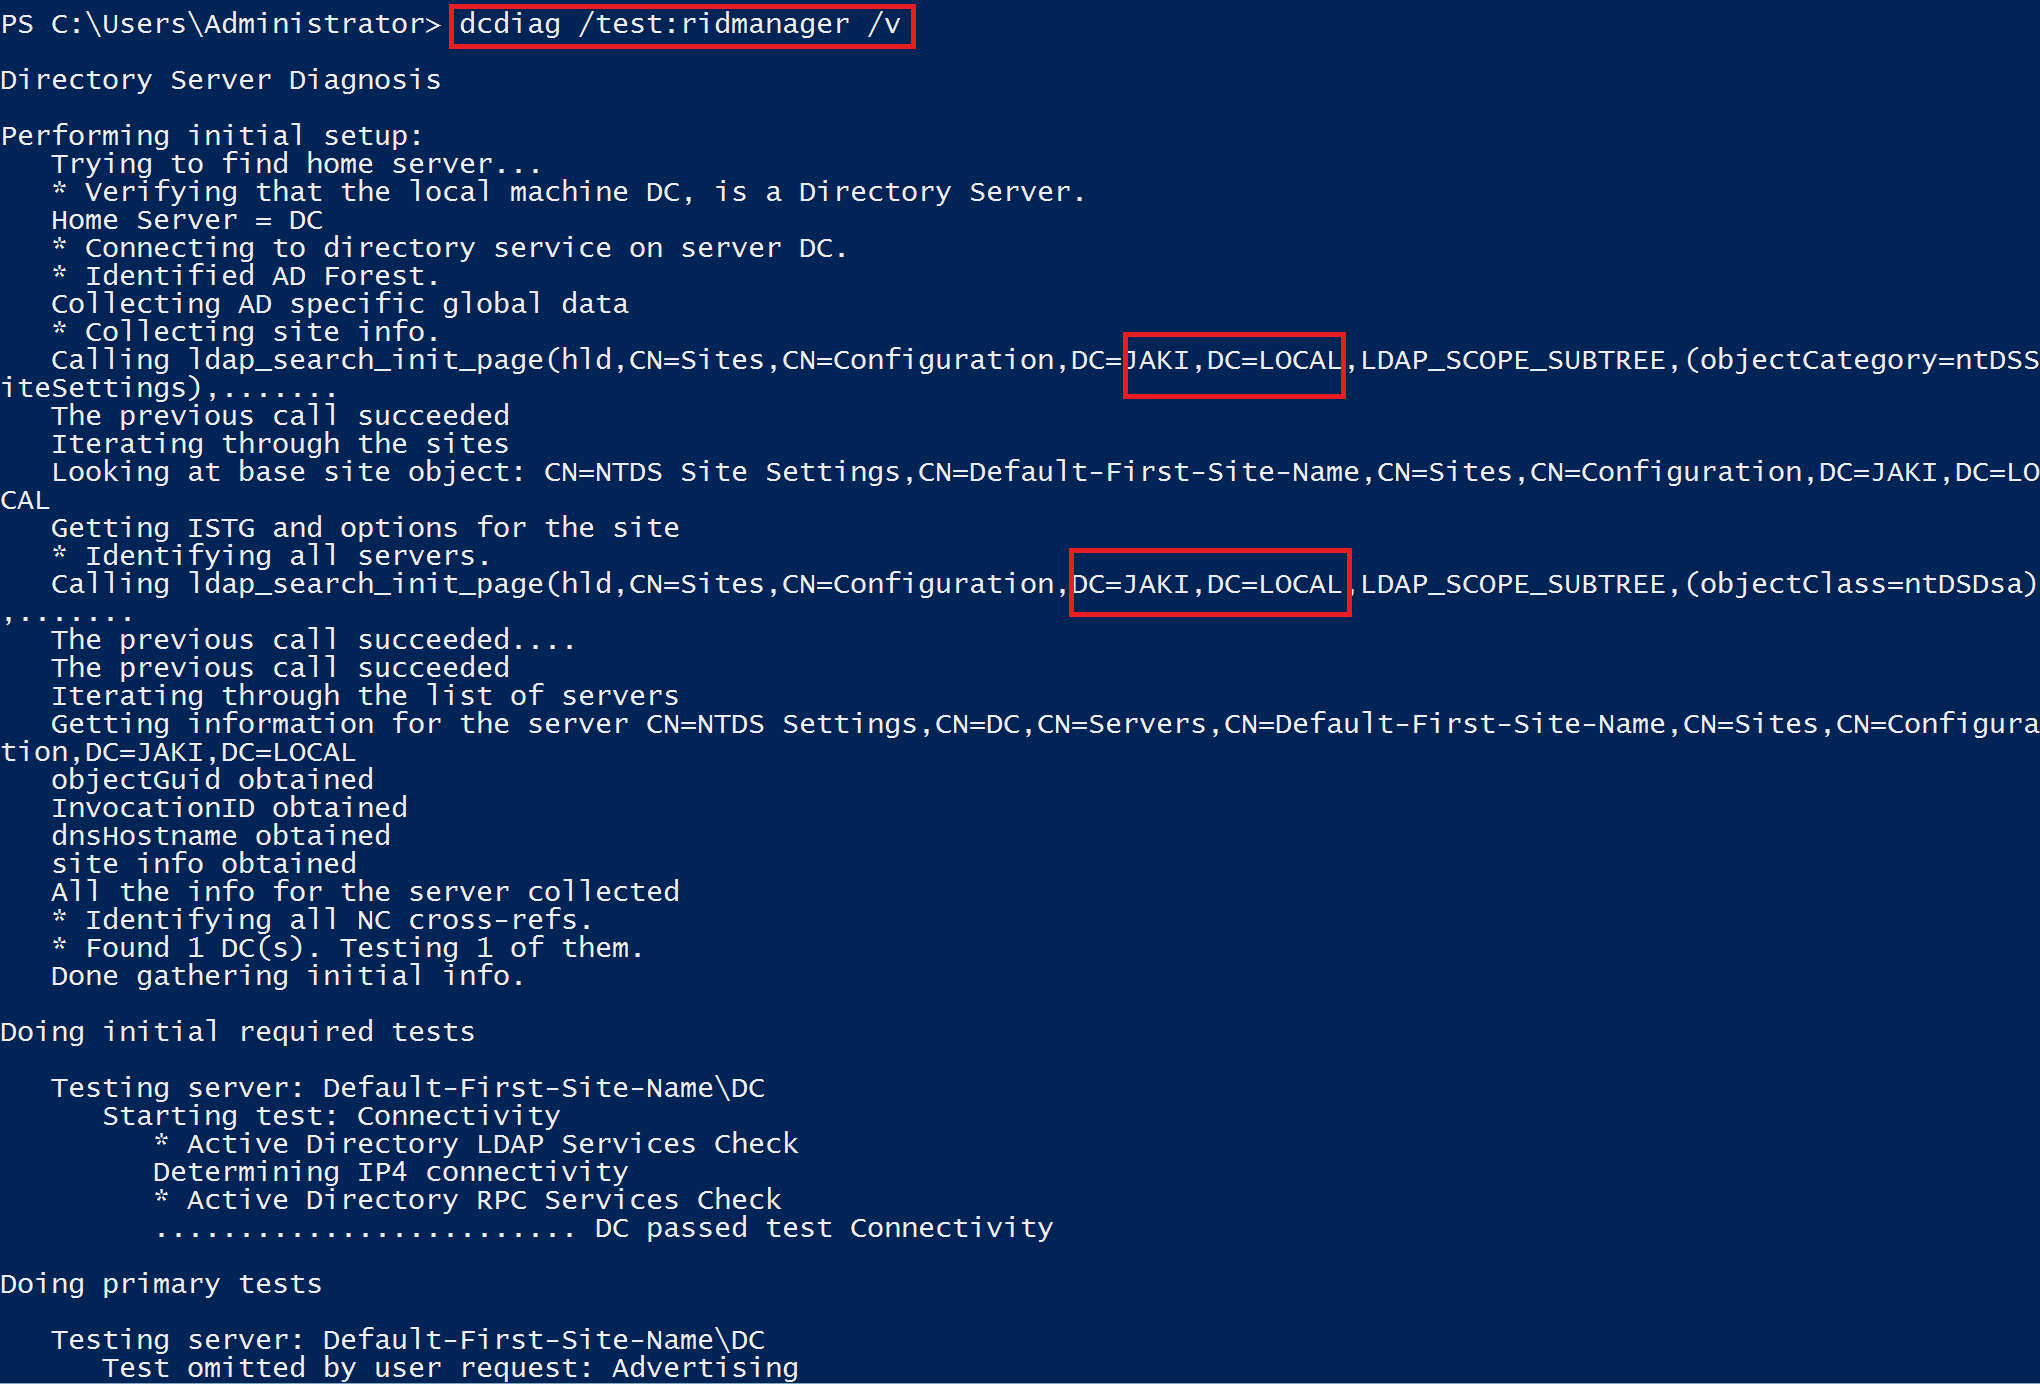 PS C:\Users\Administrator> dcdiag /test:ridmanager /v
Directory Server Diagnosis
Performing initial setup:
Trying to find home server...
* Verifying that the local machine DC, is a Directory Server.
Home Server = DC
* Connecting to directory service on server DC.
* Identified AD Forest.
Collecting AD specific global data
* Collecting site info.
Calling ldap_search_init_page(hld,CN=Sites,CN=Configuration,DC=JAKI,DC=LOCAL,LDAP_SCOPE_SUBTREE,(objectCategory=ntDSS
iteSettings),.......
The previous call succeeded
Iterating through the sites
Looking at base site object: CN=NTDS Site Settings,CN=Default-First-Site-Name,CN=Sites,CN=Configuration,DC=JAKI,DC=LO
CAL
Getting ISTG and options for the site
* Identifying all servers.
Calling ldap_search_init_page(hld,CN=Sites,CN=Configuration,DC=JAKI,DC=LOCAL,LDAP_SCOPE_SUBTREE,(objectClass=ntDSDsa)
,.......
The previous call succeeded....
The previous call succeeded
Iterating through the list of servers
Getting information for the server CN=NTDS Settings,CN=DC,CN=Servers,CN=Default-First-Site-Name,CN=Sites,CN=Configura
tion,DC=JAKI,DC=LOCAL
objectGuid obtained
InvocationID obtained
dnsHostname obtained
site info obtained
All the info for the server collected
* Identifying all NC cross-refs.
* Found 1 DC(s). Testing 1 of them.
Done gathering initial info.
Doing initial required tests
Testing server: Default-First-Site-Name\DC
Starting test: Connectivity
* Active Directory LDAP Services Check
Determining IP4 connectivity
* Active Directory RPC Services Check
......................... DC passed test Connectivity
Doing primary tests
Testing server: Default-First-Site-Name\DC
Test omitted by user request: Advertising